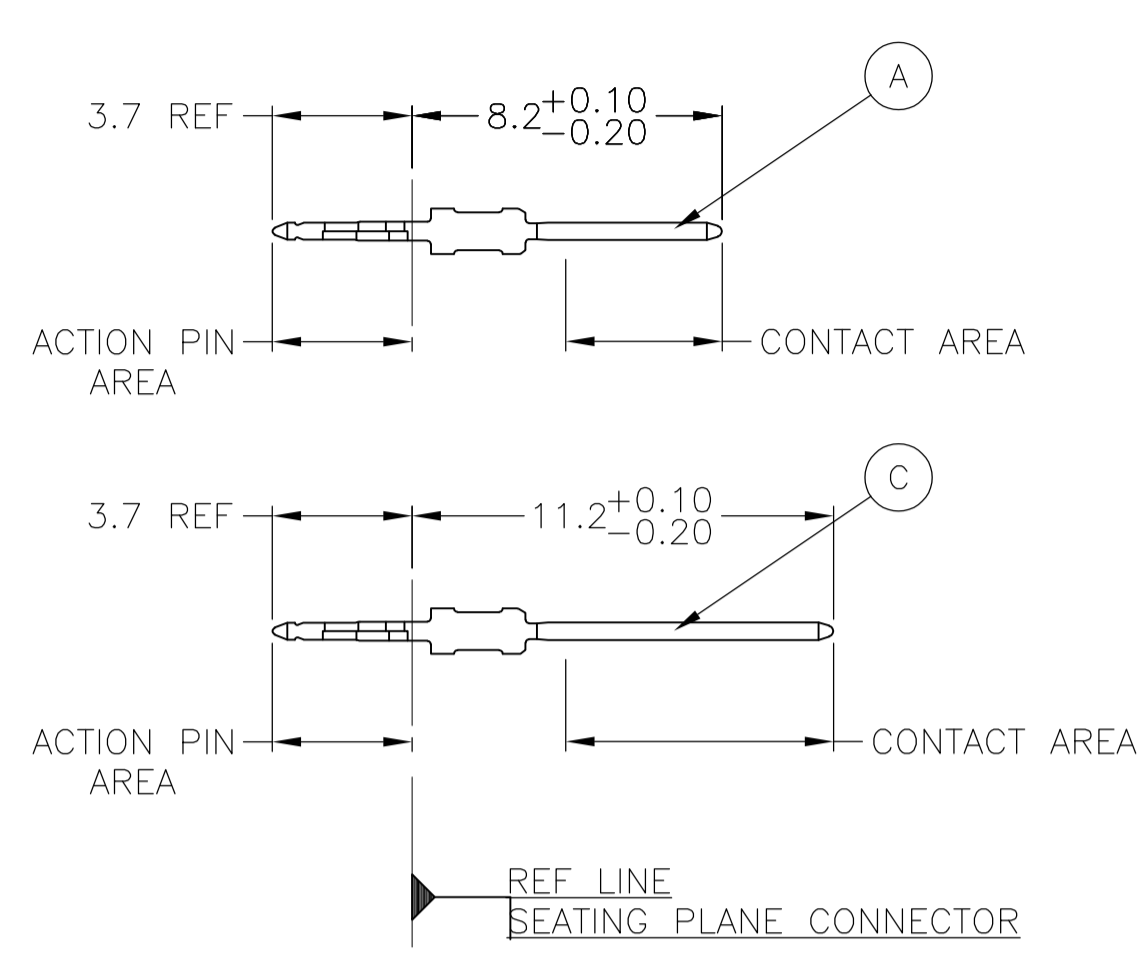 A
3.7 REF
8.2 +0.10 -0.20
ACTION PIN
AREA
CONTACT AREA
C
3.7 REF
11.2 +0.10 -0.20
ACTION PIN
AREA
CONTACT AREA
REF LINE
SEATING PLANE CONNECTOR